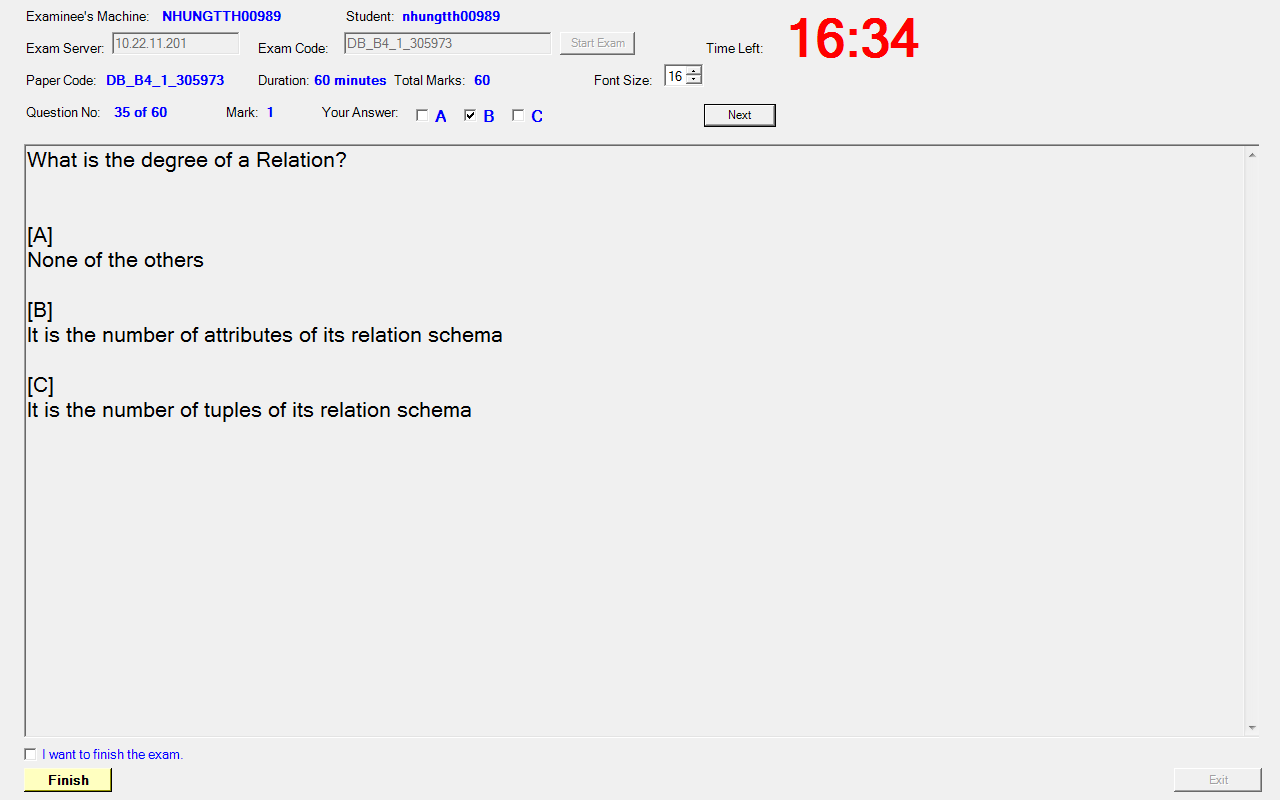 Examinee's Machine: NHUNGTTH00989 Student: nhungtth00989
Exam Server: 10.22.11.201 Exam Code: DB_B4_1_305973 Start Exam Time Left: 16:34
Paper Code: DB_B4_1_305973 Duration: 60 minutes Total Marks: 60 Font Size: 16
Question No: 35 of 60 Mark: 1 Your Answer: A B C Next
What is the degree of a Relation?
[A]
None of the others
[B]
It is the number of attributes of its relation schema
[C]
It is the number of tuples of its relation schema
I want to finish the exam.
Finish Exit